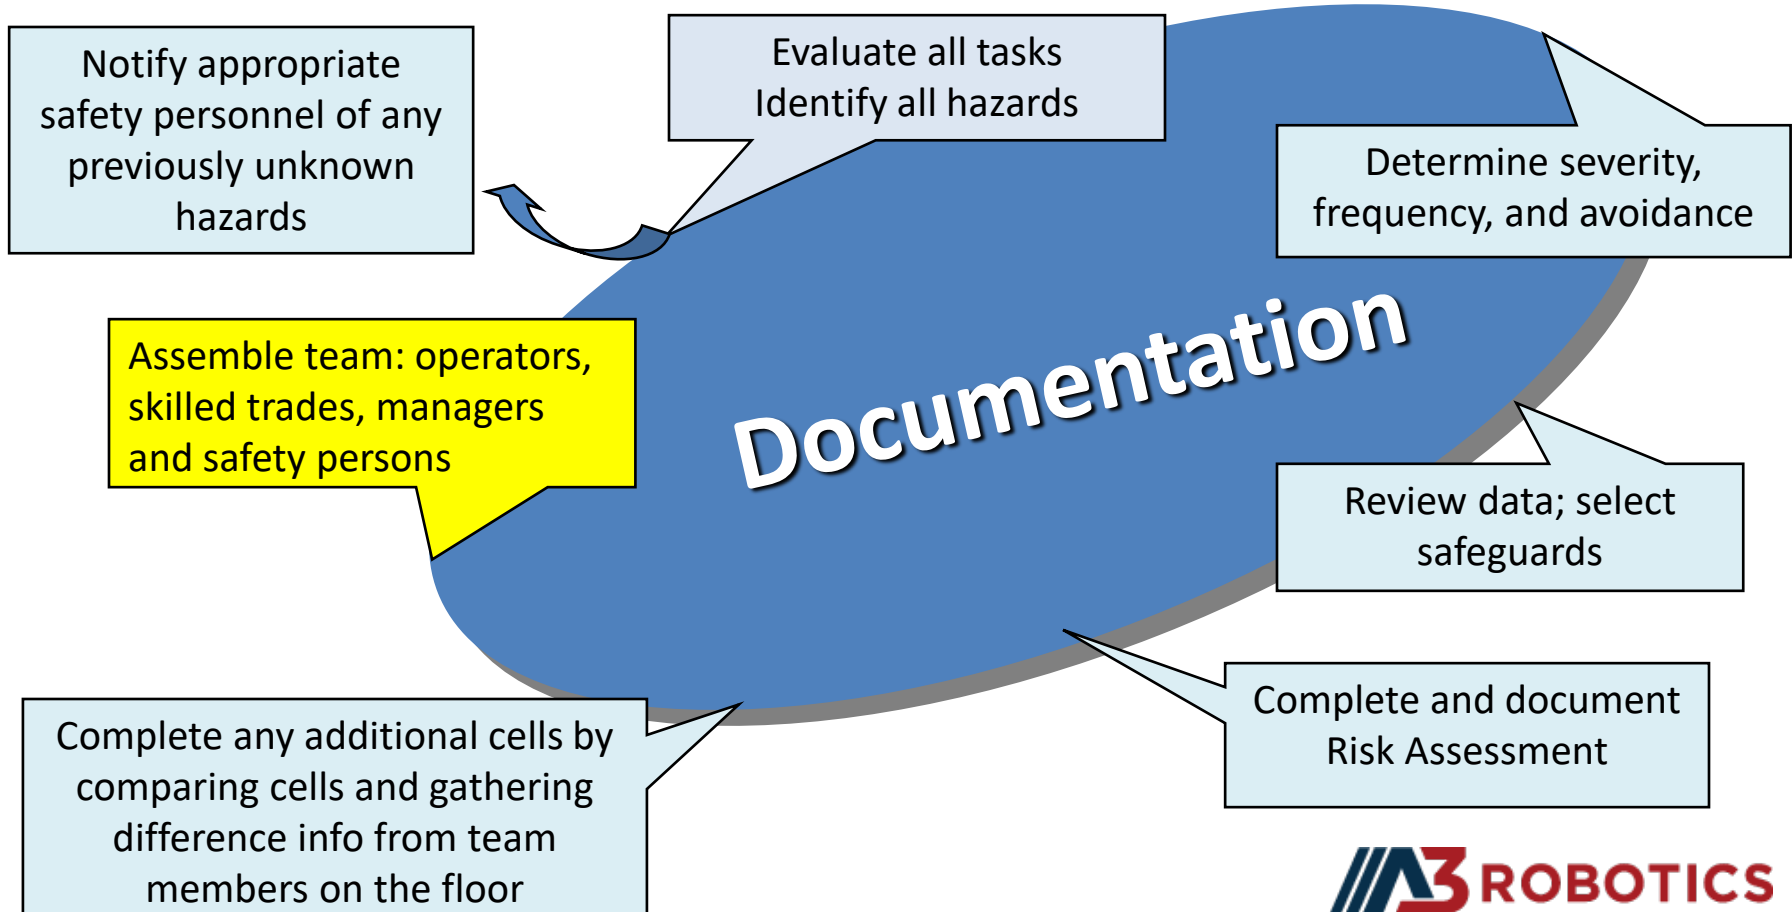 Notify appropriate
safety personnel of any
previously unknown
hazards
Evaluate all tasks
Identify all hazards
Determine severity,
frequency, and avoidance
Assemble team: operators,
skilled trades, managers
and safety persons
Documentation
Review data; select
safeguards
Complete and document
Risk Assessment
Complete any additional cells by
comparing cells and gathering
difference info from team
members on the floor
A3 ROBOTICS